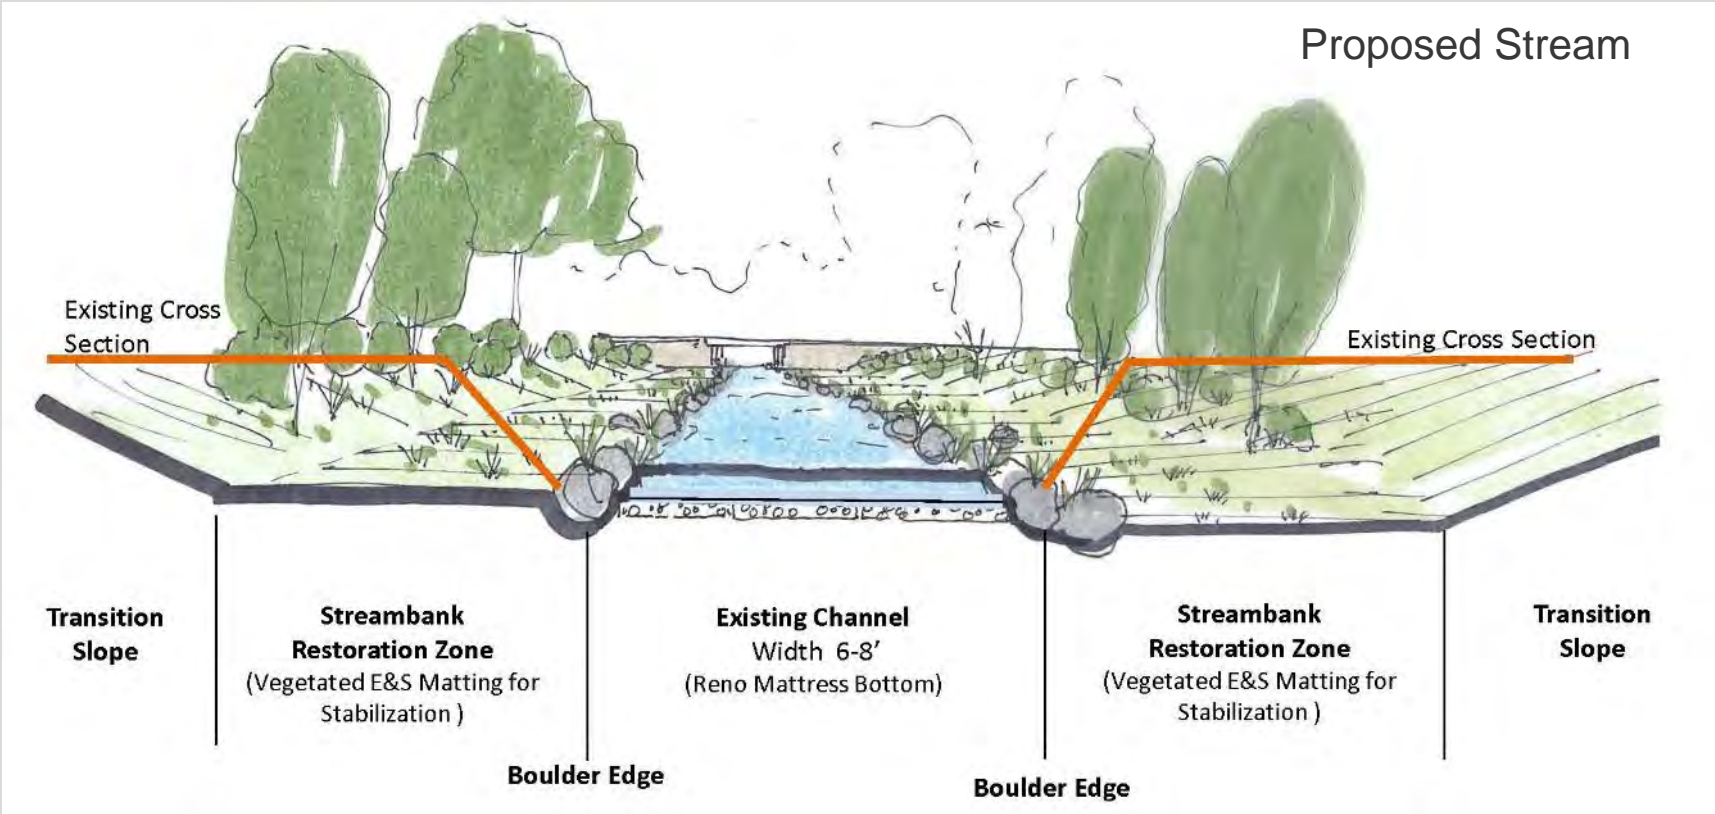 Proposed Stream
Existing Cross
Section
Existing Cross Section
Transition
Slope
Streambank
Restoration Zone
(Vegetated E&S Matting for
Stabilization )
Existing Channel
Width 6-8’
(Reno Mattress Bottom)
Streambank
Restoration Zone
(Vegetated E&S Matting for
Stabilization )
Transition
Slope
Boulder Edge
Boulder Edge